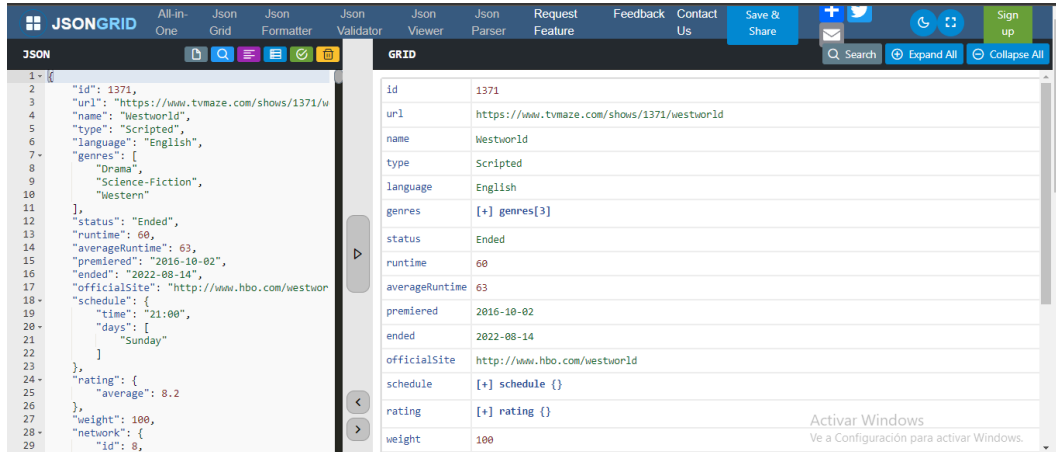 JSONGRID
All-in-One
Json Grid
Json Formatter
Json Validator
Json Viewer
Json Parser
Request Feature
Feedback
Contact Us
Save & Share
Sign up
JSON
GRID
Search
Expand All
Collapse All
1 {
2 "id": 1371,
3 "url": "https://www.tvmaze.com/shows/1371/w
4 "name": "Westworld",
5 "type": "Scripted",
6 "language": "English",
7 "genres": [
8 "Drama",
9 "Science-Fiction",
10 "Western"
11 ],
12 "status": "Ended",
13 "runtime": 60,
14 "averageRuntime": 63,
15 "premiered": "2016-10-02",
16 "ended": "2022-08-14",
17 "officialSite": "http://www.hbo.com/westwor
18 "schedule": {
19 "time": "21:00",
20 "days": [
21 "Sunday"
22 ]
23 },
24 "rating": {
25 "average": 8.2
26 },
27 "weight": 100,
28 "network": {
29 "id": 8,
id 1371
url https://www.tvmaze.com/shows/1371/westworld
name Westworld
type Scripted
language English
genres [+] genres[3]
status Ended
runtime 60
averageRuntime 63
premiered 2016-10-02
ended 2022-08-14
officialSite http://www.hbo.com/westworld
schedule [+] schedule {}
rating [+] rating {}
weight 100
Activar Windows
Ve a Configuración para activar Windows.